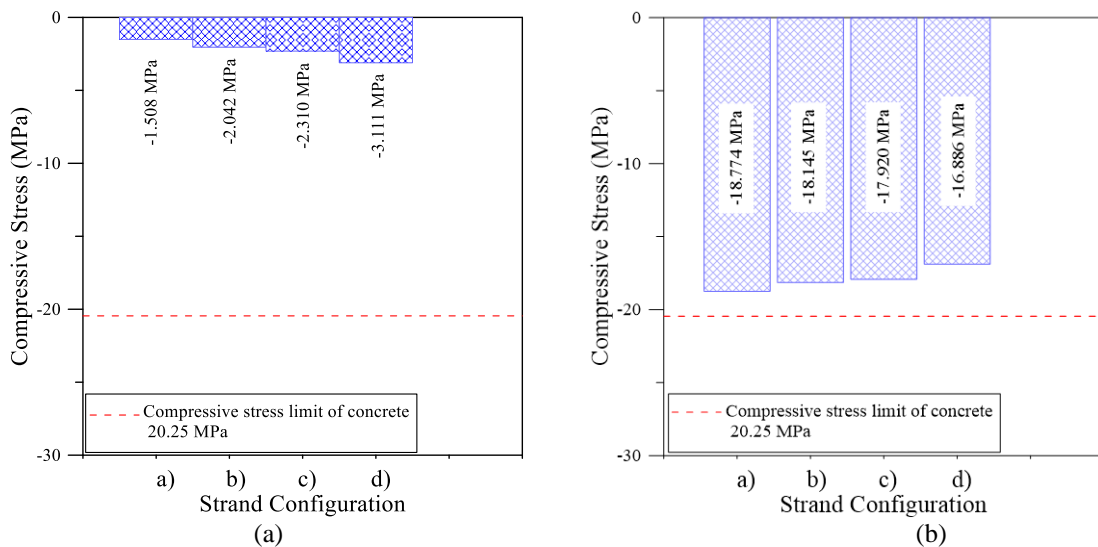 0
-10
-20
-30
Compressive Stress (MPa)
-1.508 MPa
-2.042 MPa
-2.310 MPa
-3.111 MPa
Compressive stress limit of concrete
20.25 MPa
a) b) c) d)
Strand Configuration
(a)
0
-10
-20
-30
Compressive Stress (MPa)
-18.774 MPa
-18.145 MPa
-17.920 MPa
-16.886 MPa
Compressive stress limit of concrete
20.25 MPa
a) b) c) d)
Strand Configuration
(b)